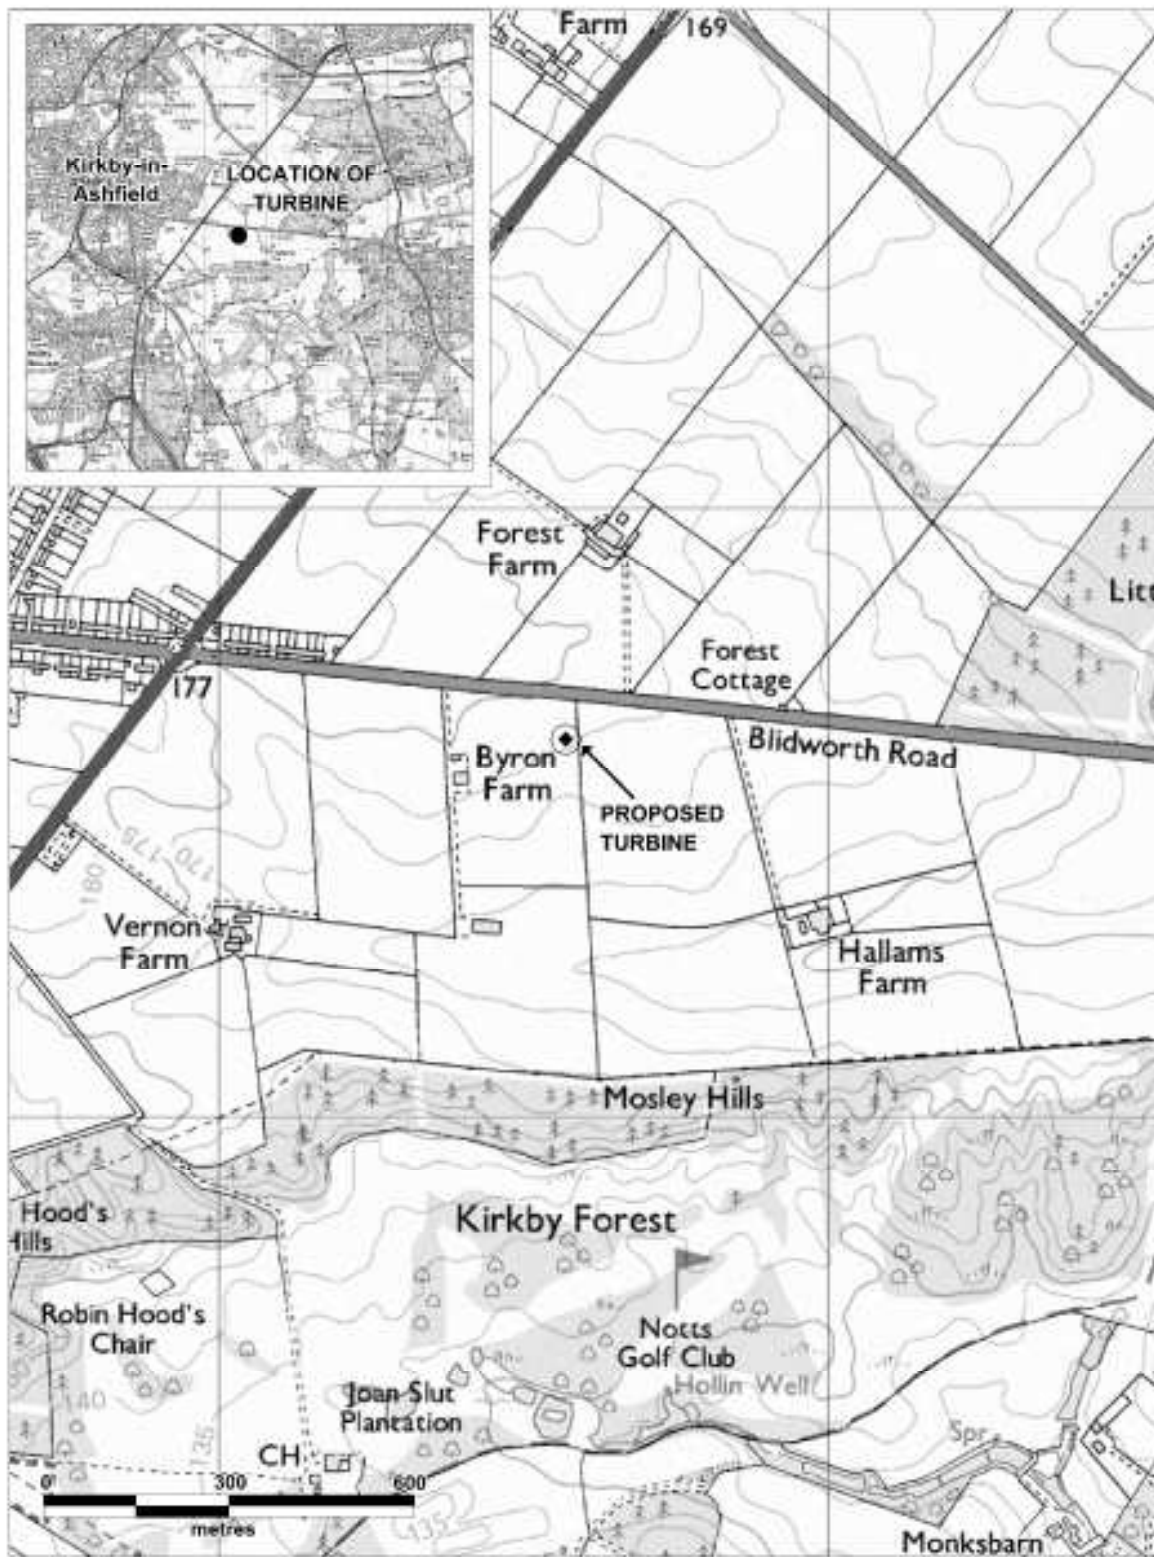 Farm
169
Kirkby-in-
Ashfield
LOCATION OF
TURBINE
Forest
Farm
Litt
Forest
Cottage
177
Blidworth Road
Byron
Farm
PROPOSED
TURBINE
170-175
180
Vernon
Farm
Hallams
Farm
Mosley Hills
Hood's
Hills
Kirkby Forest
Robin Hood's
Chair
Notts
Golf Club
Hollin Well
Joan Slut
Plantation
140
135
Spr
CH
0 300 600
metres
135
Monksbarn